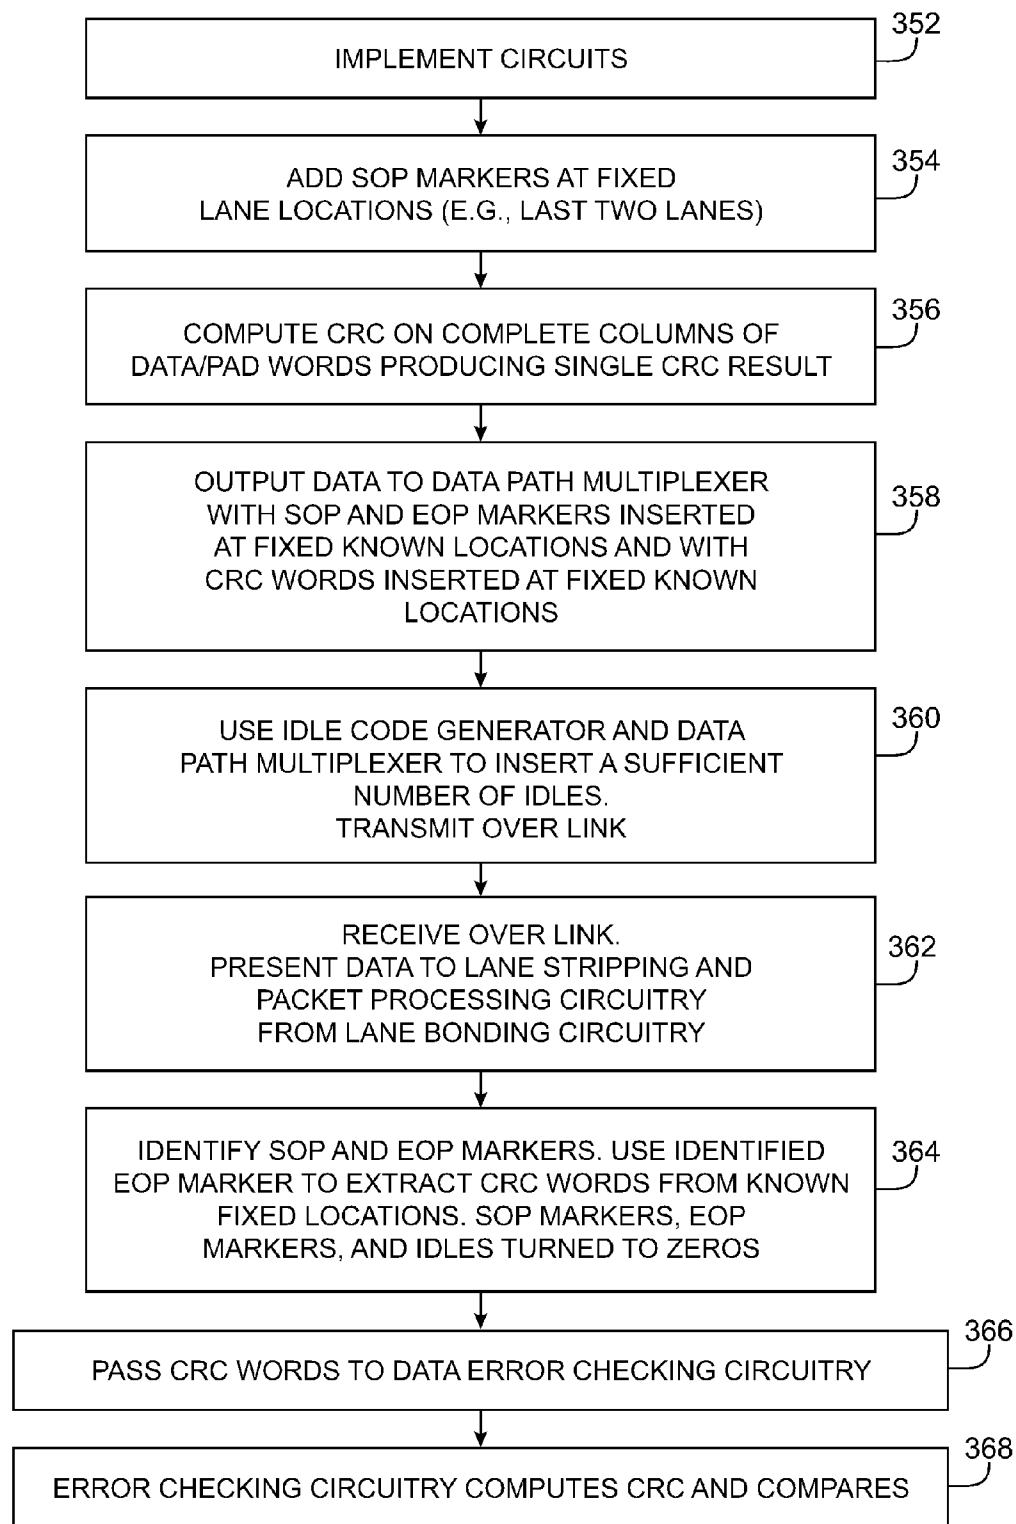 352
IMPLEMENT CIRCUITS
354
ADD SOP MARKERS AT FIXED
LANE LOCATIONS (E.G., LAST TWO LANES)
356
COMPUTE CRC ON COMPLETE COLUMNS OF
DATA/PAD WORDS PRODUCING SINGLE CRC RESULT
358
OUTPUT DATA TO DATA PATH MULTIPLEXER
WITH SOP AND EOP MARKERS INSERTED
AT FIXED KNOWN LOCATIONS AND WITH
CRC WORDS INSERTED AT FIXED KNOWN
LOCATIONS
360
USE IDLE CODE GENERATOR AND DATA
PATH MULTIPLEXER TO INSERT A SUFFICIENT
NUMBER OF IDLES.
TRANSMIT OVER LINK
362
RECEIVE OVER LINK.
PRESENT DATA TO LANE STRIPPING AND
PACKET PROCESSING CIRCUITRY
FROM LANE BONDING CIRCUITRY
364
IDENTIFY SOP AND EOP MARKERS. USE IDENTIFIED
EOP MARKER TO EXTRACT CRC WORDS FROM KNOWN
FIXED LOCATIONS. SOP MARKERS, EOP
MARKERS, AND IDLES TURNED TO ZEROS
366
PASS CRC WORDS TO DATA ERROR CHECKING CIRCUITRY
368
ERROR CHECKING CIRCUITRY COMPUTES CRC AND COMPARES